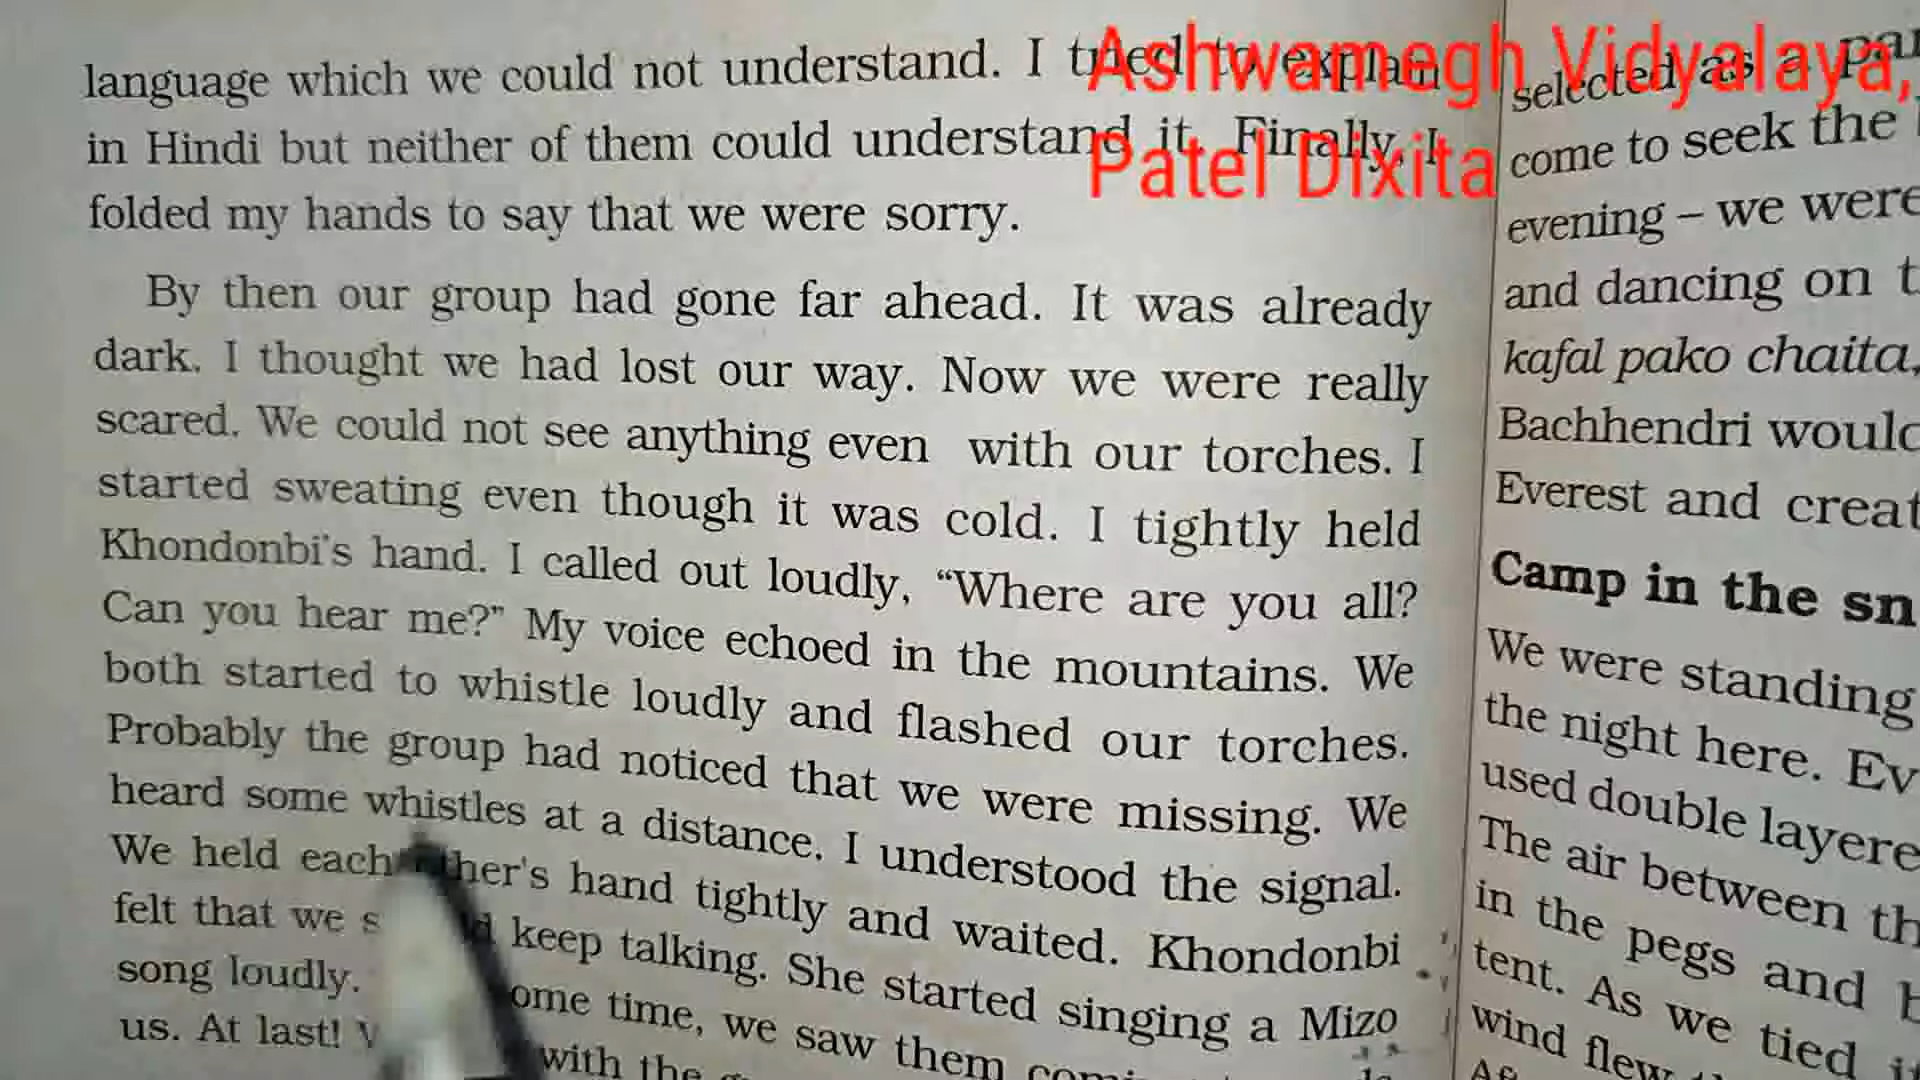 Ashwamegh Vidyalaya,
Patel Dixita
language which we could not understand. I tried to explain
in Hindi but neither of them could understand it. Finally, I
folded my hands to say that we were sorry.
By then our group had gone far ahead. It was already
dark. I thought we had lost our way. Now we were really
scared. We could not see anything even with our torches. I
started sweating even though it was cold. I tightly held
Khondonbi's hand. I called out loudly, “Where are you all?
Can you hear me?” My voice echoed in the mountains. We
both started to whistle loudly and flashed our torches.
Probably the group had noticed that we were missing. We
heard some whistles at a distance. I understood the signal.
We held each other's hand tightly and waited. Khondonbi
felt that we keep talking. She started singing a Mizo
song loudly. some time, we saw them
us. At last! with the
selected as a
come to seek the
evening – we were
and dancing on
kafal pako chaita,
Bachhendri would
Everest and
Camp in the
We were standing
the night here.
used double
The air between
in the pegs and
tent. As we tied
wind flew